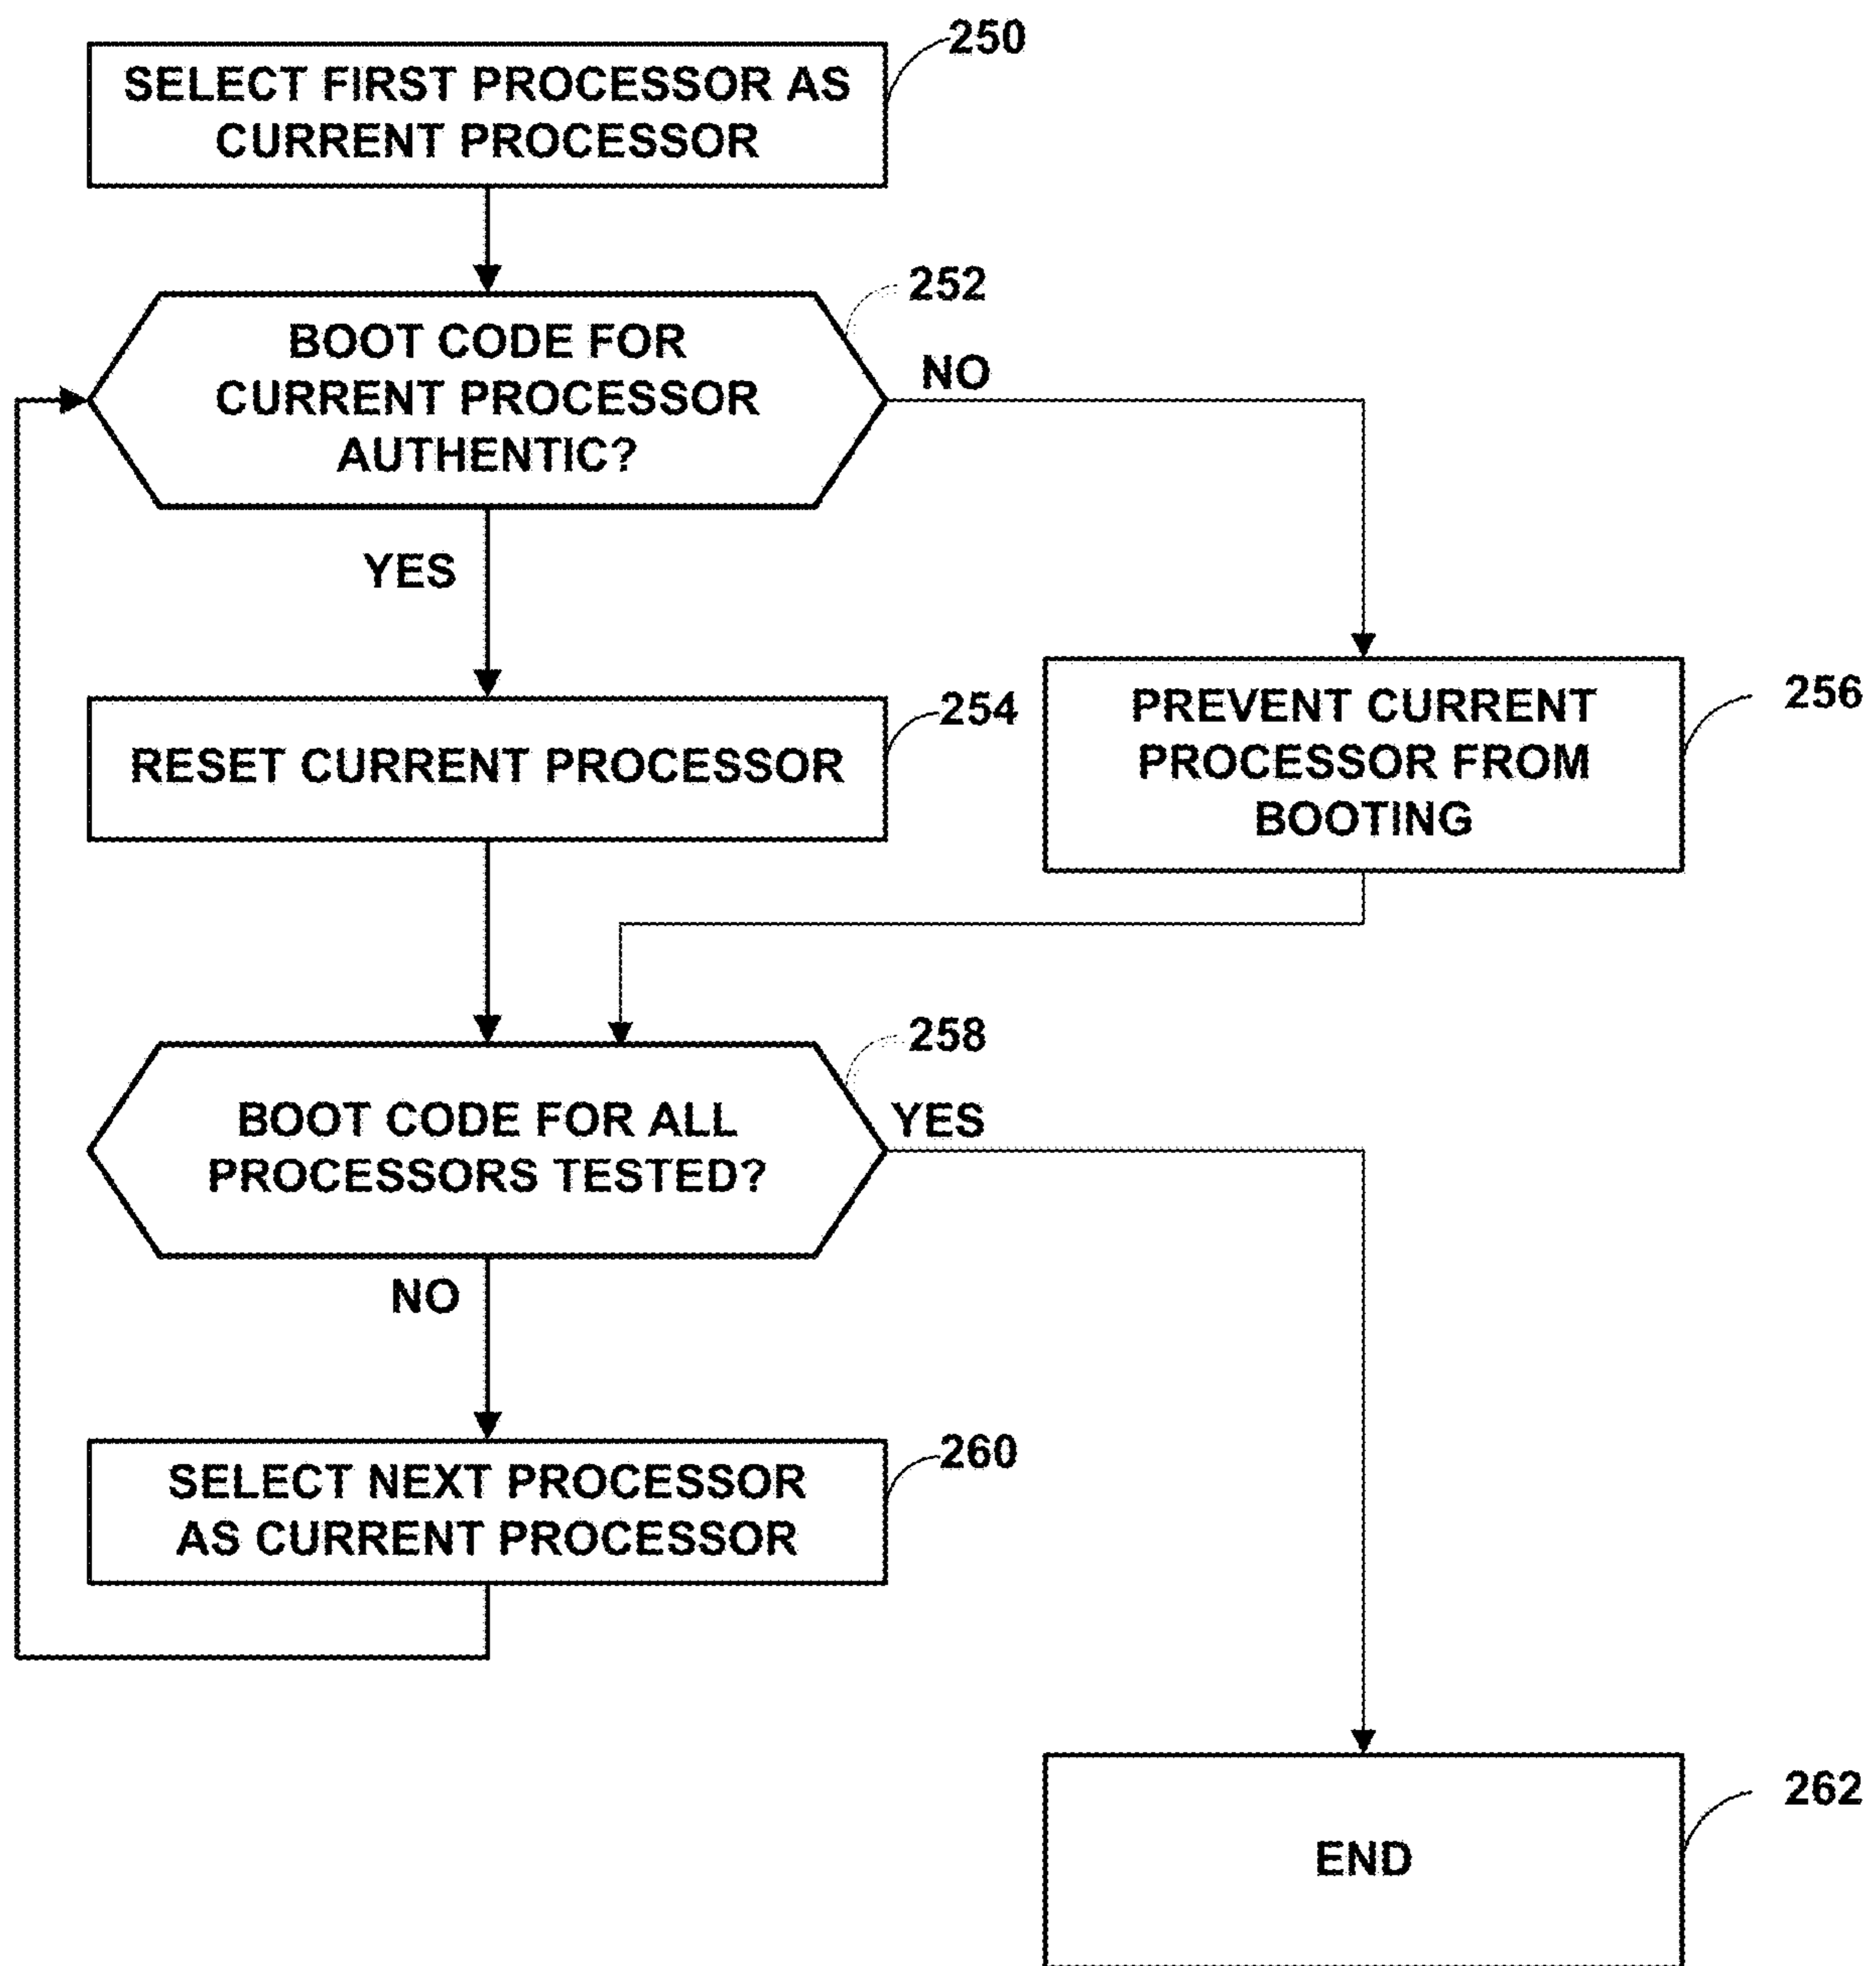 250
SELECT FIRST PROCESSOR AS
CURRENT PROCESSOR
252
BOOT CODE FOR
CURRENT PROCESSOR
AUTHENTIC?
NO
YES
254
RESET CURRENT PROCESSOR
256
PREVENT CURRENT
PROCESSOR FROM
BOOTING
258
BOOT CODE FOR ALL
PROCESSORS TESTED?
YES
NO
260
SELECT NEXT PROCESSOR
AS CURRENT PROCESSOR
262
END